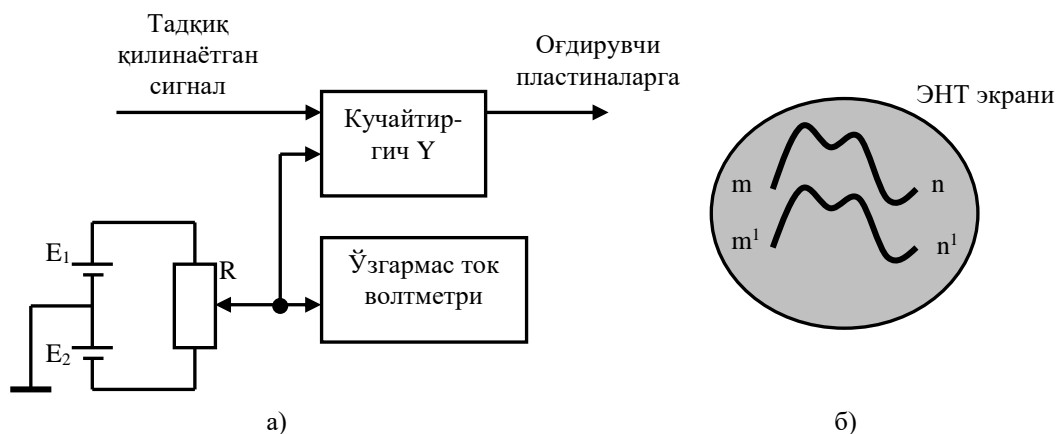 Тадқиқ
қилинаётган
сигнал
Оғдирувчи
пластиналарга
Кучайтир-
гич Y
ЭНТ экрани
m
n
m¹
n¹
E₁
R
Ўзгармас ток
волтметри
E₂
а)
б)